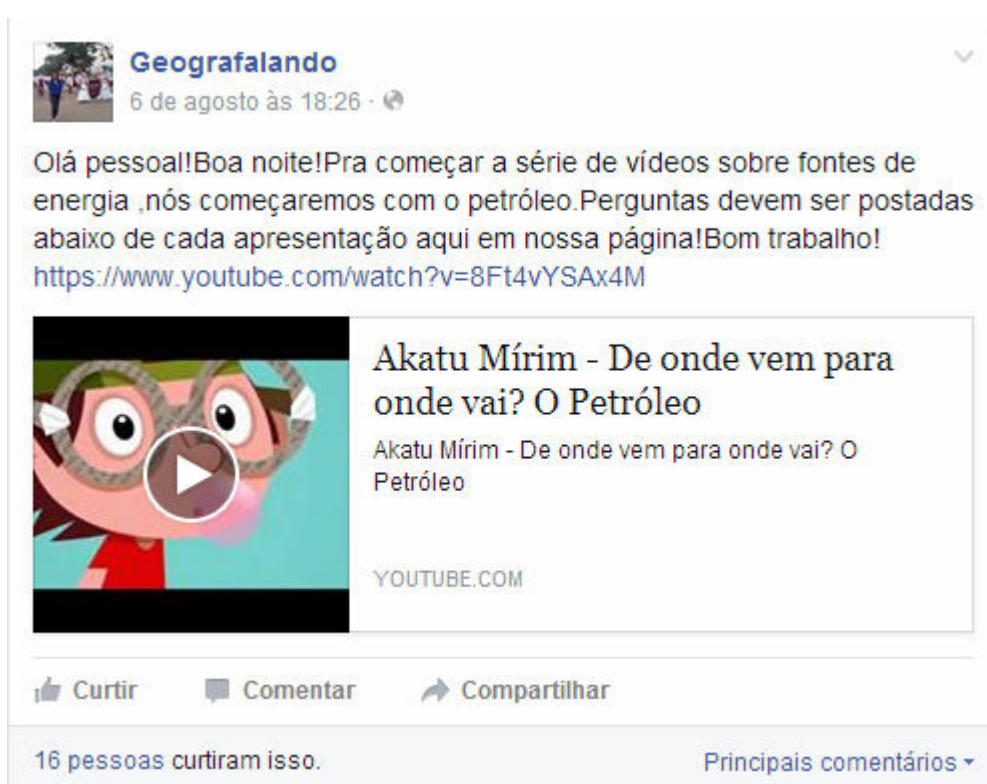 Geografalando
6 de agosto às 18:26 ·
Olá pessoal!Boa noite!Pra começar a série de vídeos sobre fontes de
energia ,nós começaremos com o petróleo.Perguntas devem ser postadas
abaixo de cada apresentação aqui em nossa página!Bom trabalho!
https://www.youtube.com/watch?v=8Ft4vYSAx4M
Akatu Mírim - De onde vem para
onde vai? O Petróleo
Akatu Mírim - De onde vem para onde vai? O
Petróleo
YOUTUBE.COM
Curtir Comentar Compartilhar
16 pessoas curtiram isso. Principais comentários